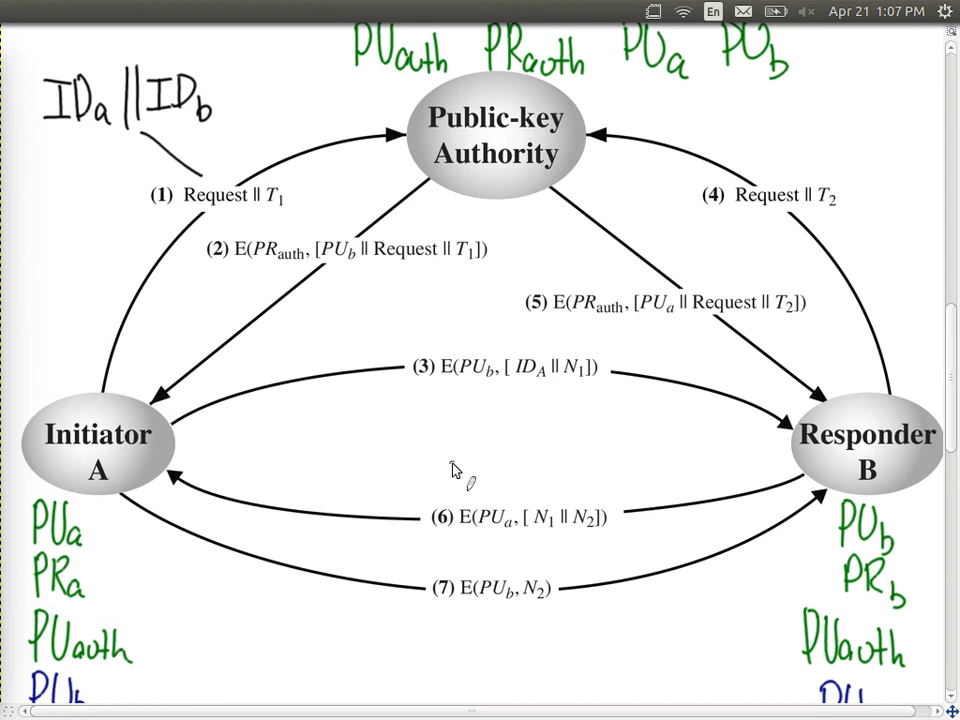 En Apr 21 1:07 PM
PUauth PRauth PUa PUb
IDa || IDb
Public-key
Authority
(1) Request || T1
(4) Request || T2
(2) E(PRauth, [PUb || Request || T1])
(5) E(PRauth, [PUa || Request || T2])
(3) E(PUb, [ IDA || N1])
Initiator
A
Responder
B
(6) E(PUa, [ N1 || N2])
(7) E(PUb, N2)
PUa
PRa
PUauth
PUb
PUb
PRb
PUauth
PU